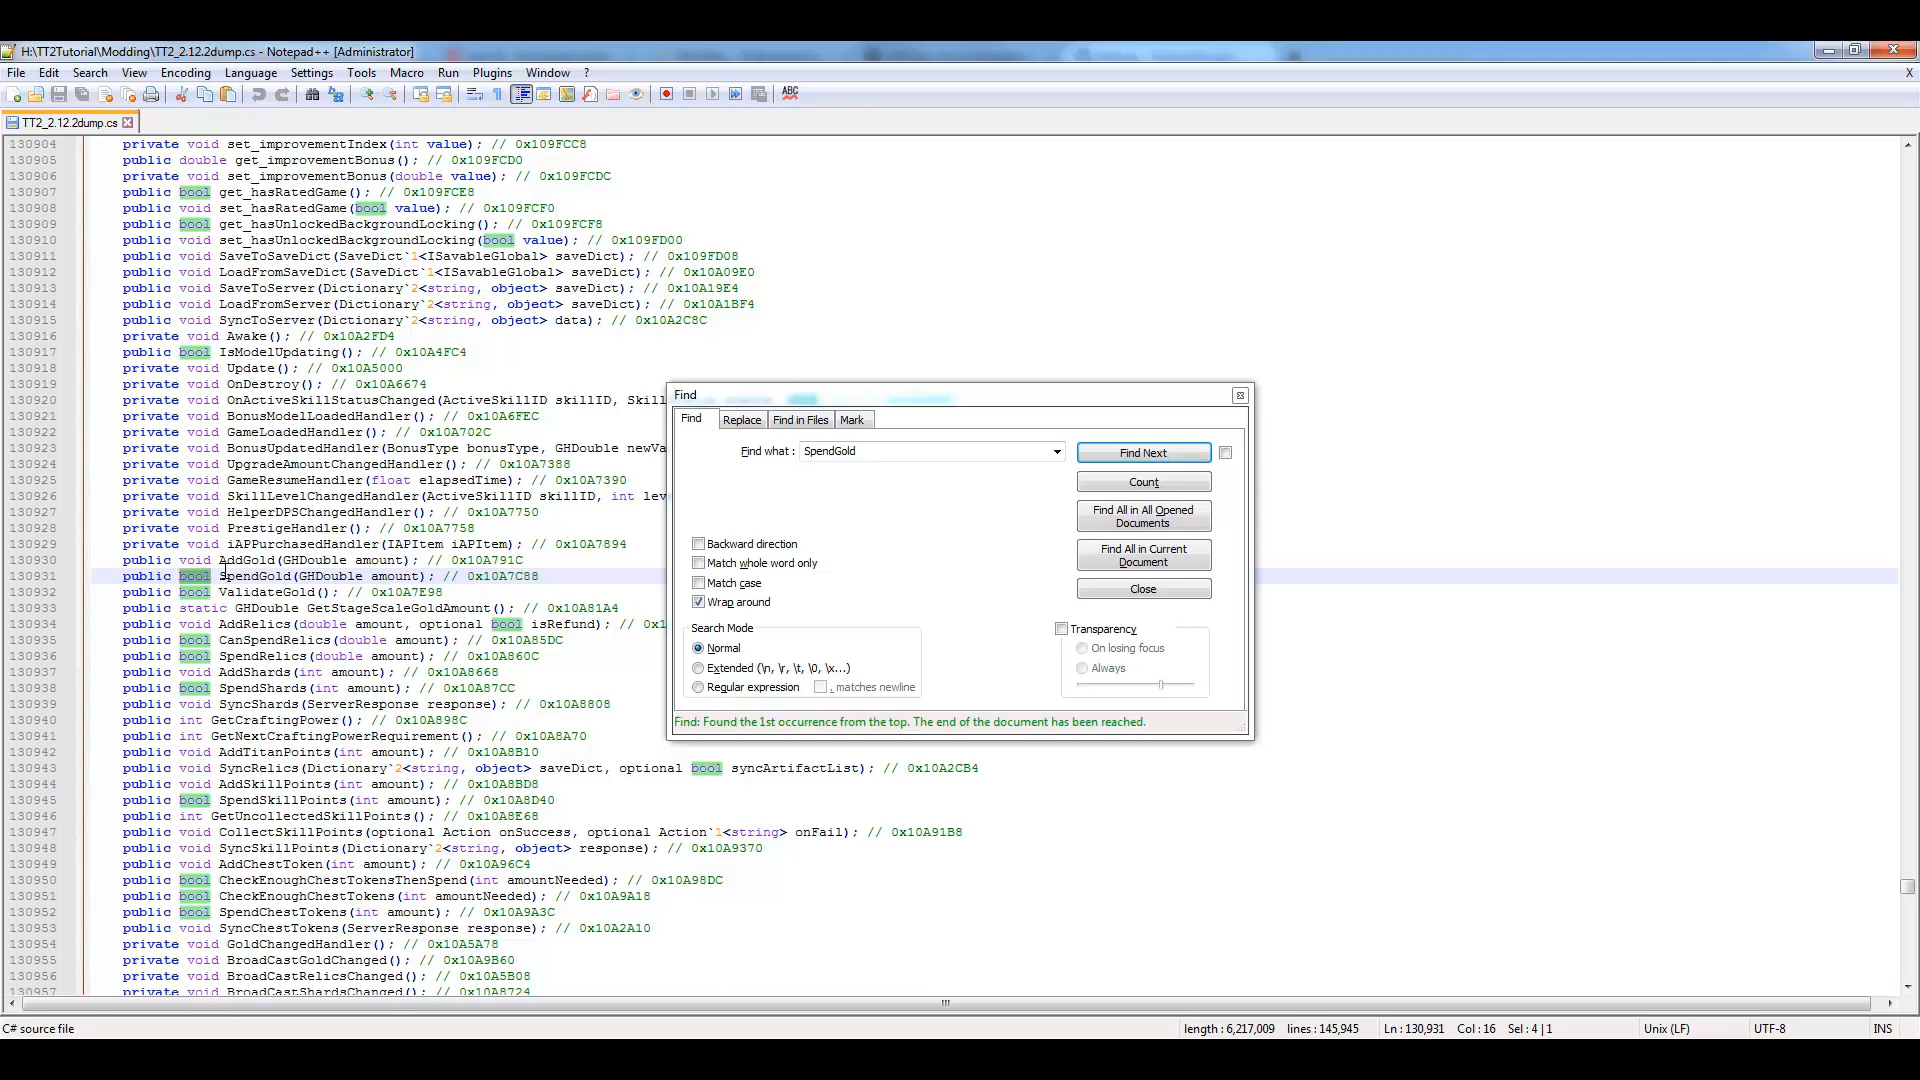 H:\TT2Tutorial\Modding\TT2_2.12.2dump.cs - Notepad++ [Administrator]
File Edit Search View Encoding Language Settings Tools Macro Run Plugins Window ? X
ABC
TT2_2.12.2dump.cs
130904 private void set_improvementIndex(int value); // 0x109FCC8
130905 public double get_improvementBonus(); // 0x109FCD0
130906 private void set_improvementBonus(double value); // 0x109FCDC
130907 public bool get_hasRatedGame(); // 0x109FCE8
130908 public void set_hasRatedGame(bool value); // 0x109FCF0
130909 public bool get_hasUnlockedBackgroundLocking(); // 0x109FCF8
130910 public void set_hasUnlockedBackgroundLocking(bool value); // 0x109FD00
130911 public void SaveToSaveDict(SaveDict`1<ISavableGlobal> saveDict); // 0x109FD08
130912 public void LoadFromSaveDict(SaveDict`1<ISavableGlobal> saveDict); // 0x10A09E0
130913 public void SaveToServer(Dictionary`2<string, object> saveDict); // 0x10A19E4
130914 public void LoadFromServer(Dictionary`2<string, object> saveDict); // 0x10A1BF4
130915 public void SyncToServer(Dictionary`2<string, object> data); // 0x10A2C8C
130916 private void Awake(); // 0x10A2FD4
130917 public bool IsModelUpdating(); // 0x10A4FC4
130918 private void Update(); // 0x10A5000
130919 private void OnDestroy(); // 0x10A6674
130920 private void OnActiveSkillStatusChanged(ActiveSkillID skillID, Skil
130921 private void BonusModelLoadedHandler(); // 0x10A6FEC
130922 private void GameLoadedHandler(); // 0x10A702C
130923 private void BonusUpdatedHandler(BonusType bonusType, GHDouble newVa
130924 private void UpgradeAmountChangedHandler(); // 0x10A7388
130925 private void GameResumeHandler(float elapsedTime); // 0x10A7390
130926 private void SkillLevelChangedHandler(ActiveSkillID skillID, int lev
130927 private void HelperDPSChangedHandler(); // 0x10A7750
130928 private void PrestigeHandler(); // 0x10A7758
130929 private void iAPPurchasedHandler(IAPItem iAPItem); // 0x10A7894
130930 public void AddGold(GHDouble amount); // 0x10A791C
130931 public bool SpendGold(GHDouble amount); // 0x10A7C88
130932 public bool ValidateGold(); // 0x10A7E98
130933 public static GHDouble GetStageScaleGoldAmount(); // 0x10A81A4
130934 public void AddRelics(double amount, optional bool isRefund); // 0x1
130935 public bool CanSpendRelics(double amount); // 0x10A85DC
130936 public bool SpendRelics(double amount); // 0x10A860C
130937 public void AddShards(int amount); // 0x10A8668
130938 public bool SpendShards(int amount); // 0x10A87CC
130939 public void SyncShards(ServerResponse response); // 0x10A8808
130940 public int GetCraftingPower(); // 0x10A898C
130941 public int GetNextCraftingPowerRequirement(); // 0x10A8A70
130942 public void AddTitanPoints(int amount); // 0x10A8B10
130943 public void SyncRelics(Dictionary`2<string, object> saveDict, optional bool syncArtifactList); // 0x10A2CB4
130944 public void AddSkillPoints(int amount); // 0x10A8BD8
130945 public bool SpendSkillPoints(int amount); // 0x10A8D40
130946 public int GetUncollectedSkillPoints(); // 0x10A8E68
130947 public void CollectSkillPoints(optional Action onSuccess, optional Action`1<string> onFail); // 0x10A91B8
130948 public void SyncSkillPoints(Dictionary`2<string, object> response); // 0x10A9370
130949 public void AddChestToken(int amount); // 0x10A96C4
130950 public bool CheckEnoughChestTokensThenSpend(int amountNeeded); // 0x10A98DC
130951 public bool CheckEnoughChestTokens(int amountNeeded); // 0x10A9A18
130952 public bool SpendChestTokens(int amount); // 0x10A9A3C
130953 public void SyncChestTokens(ServerResponse response); // 0x10A2A10
130954 private void GoldChangedHandler(); // 0x10A5A78
130955 private void BroadCastGoldChanged(); // 0x10A9B60
130956 private void BroadCastRelicsChanged(); // 0x10A5B08
130957 private void BroadCastShardsChanged(); // 0x10A8724
Find
Find Replace Find in Files Mark
Find what : SpendGold
Find Next
Count
Find All in All Opened
Documents
Find All in Current
Document
Close
Backward direction
Match whole word only
Match case
Wrap around
Search Mode
Normal
Extended (\n, \r, \t, \0, \x...)
Regular expression . matches newline
Transparency
On losing focus
Always
Find: Found the 1st occurrence from the top. The end of the document has been reached.
C# source file length : 6,217,009 lines : 145,945 Ln : 130,931 Col : 16 Sel : 4 | 1 Unix (LF) UTF-8 INS